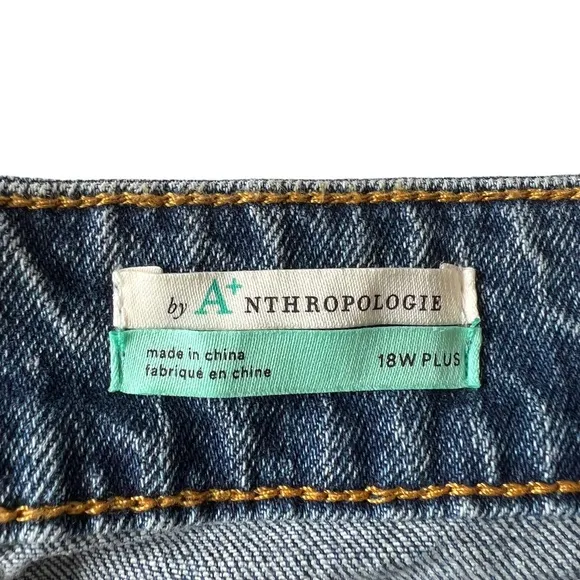 by A+NTHROPOLOGIE
made in china
fabriqué en chine
18W PLUS